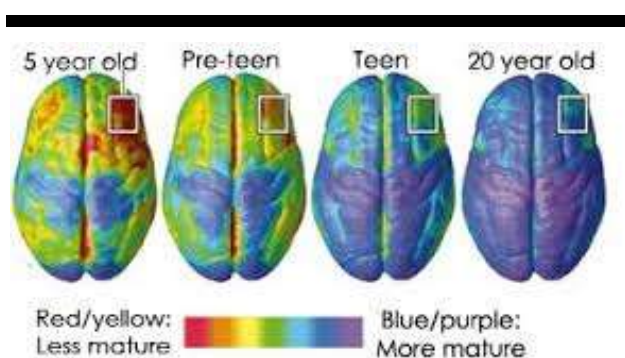 5 year old Pre-teen Teen 20 year old
Red/yellow: Blue/purple:
Less mature More mature